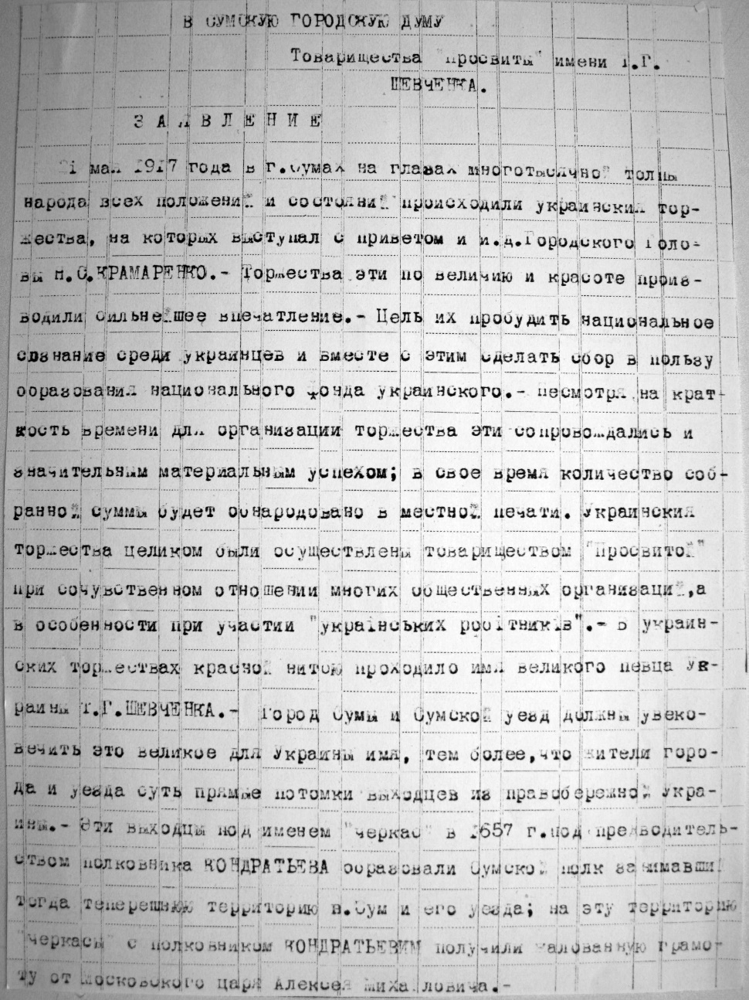 В СУМСКУЮ ГОРОДСКУЮ ДУМУ
Товарищества "Просвиты" имени Т.Г.
ШЕВЧЕНКА.
З А Я В Л Е Н И Е
1 мая 1917 года в г.Сумах на глазах многотысячной толпы
народа всех положений и состояний происходили украинския тор-
жества, на которых выступал с приветом и и.д.Городского Голо-
вы Н.С.КРАМАРЕНКО.- Торжества эти по величию и красоте произ-
водили сильнейшее впечатление.- Цель их пробудить национальное
сознание среди украинцев и вместе с этим сделать сбор в пользу
образования национального фонда украинского.- Несмотря на крат-
кость времени для организации торжества эти сопровождались и
значительным материальным успехом; в свое время количество соб-
ранной суммы будет обнародовано в местной печати. Украинския
торжества целиком были осуществлены товариществом "Просвитой"
при сочувственном отношении многих общественных организаций,а
в особенности при участии "українських робітників".- В украин-
ских торжествах красной нитью проходило имя великого певца Ук-
раины Т.Г.ШЕВЧЕНКА.- Город Сумы и Сумской уезд должны увеко-
вечить это великое для Украины имя, тем более,что жители горо-
да и уезда суть прямые потомки выходцев из правобережной Укра-
ины.- Эти выходцы под именем "черкас" в 1657 г.под предводитель-
ством полковника КОНДРАТЬЕВА образовали Сумской полк занимавший
тогда теперешнюю территорию н.Сум и его уезда; на эту территорию
"черкасы" с полковником КОНДРАТЬЕВИМ получили жалованную грамо-
ту от Московского царя Алексея Михайловича.-